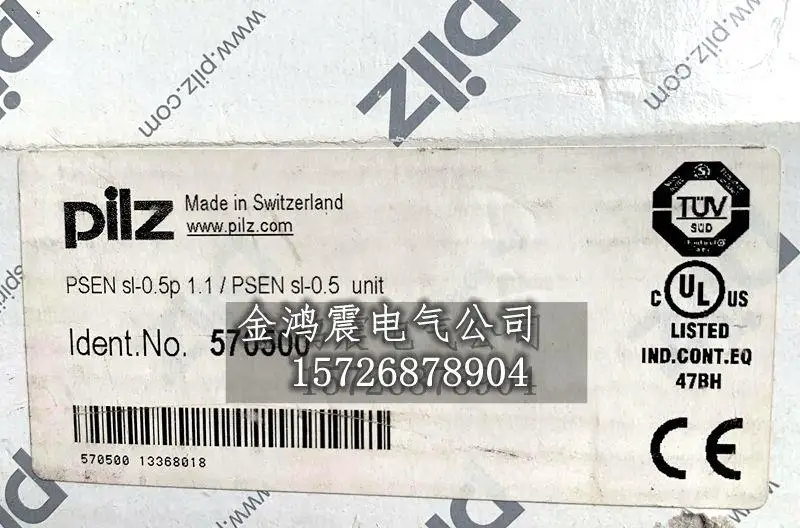 www.pilz.com
pilz
www.pilz.com
pilz Made in Switzerland
www.pilz.com
PSEN sl-0.5p 1.1 / PSEN sl-0.5 unit
Ident.No. 570500
金鸿震电气公司
15726878904
570500 13368018
TÜV
SÜD
C UL US
LISTED
IND.CONT.EQ
47BH
CE